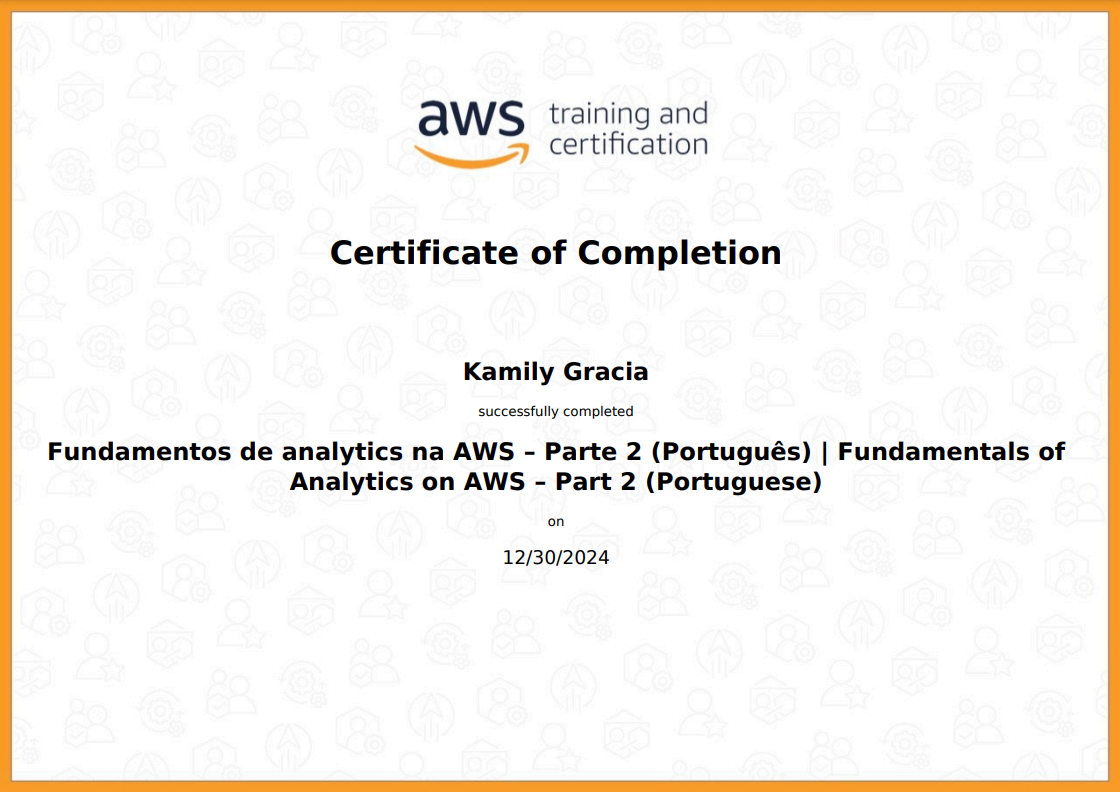 aws training and
certification
Certificate of Completion
Kamily Gracia
successfully completed
Fundamentos de analytics na AWS – Parte 2 (Português) | Fundamentals of
Analytics on AWS – Part 2 (Portuguese)
on
12/30/2024